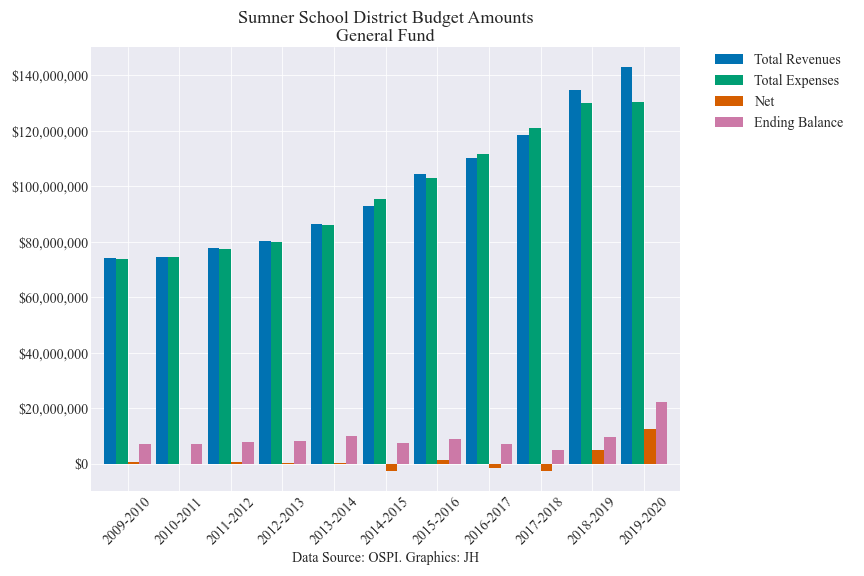 Sumner School District Budget Amounts
General Fund
Total Revenues
Total Expenses
Net
Ending Balance
$140,000,000
$120,000,000
$100,000,000
$80,000,000
$60,000,000
$40,000,000
$20,000,000
$0
2009-2010
2010-2011
2011-2012
2012-2013
2013-2014
2014-2015
2015-2016
2016-2017
2017-2018
2018-2019
2019-2020
Data Source: OSPI. Graphics: JH